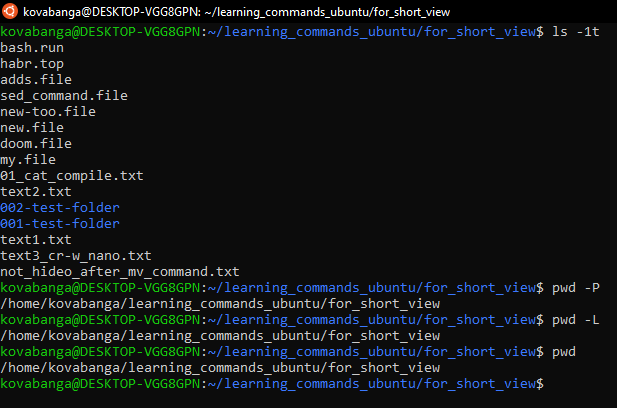 kovabanga@DESKTOP-VGG8GPN: ~/learning_commands_ubuntu/for_short_view
kovabanga@DESKTOP-VGG8GPN:~/learning_commands_ubuntu/for_short_view$ ls -1t
bash.run
habr.top
adds.file
sed_command.file
new-too.file
new.file
doom.file
my.file
01_cat_compile.txt
text2.txt
002-test-folder
001-test-folder
text1.txt
text3_cr-w_nano.txt
not_hideo_after_mv_command.txt
kovabanga@DESKTOP-VGG8GPN:~/learning_commands_ubuntu/for_short_view$ pwd -P
/home/kovabanga/learning_commands_ubuntu/for_short_view
kovabanga@DESKTOP-VGG8GPN:~/learning_commands_ubuntu/for_short_view$ pwd -L
/home/kovabanga/learning_commands_ubuntu/for_short_view
kovabanga@DESKTOP-VGG8GPN:~/learning_commands_ubuntu/for_short_view$ pwd
/home/kovabanga/learning_commands_ubuntu/for_short_view
kovabanga@DESKTOP-VGG8GPN:~/learning_commands_ubuntu/for_short_view$